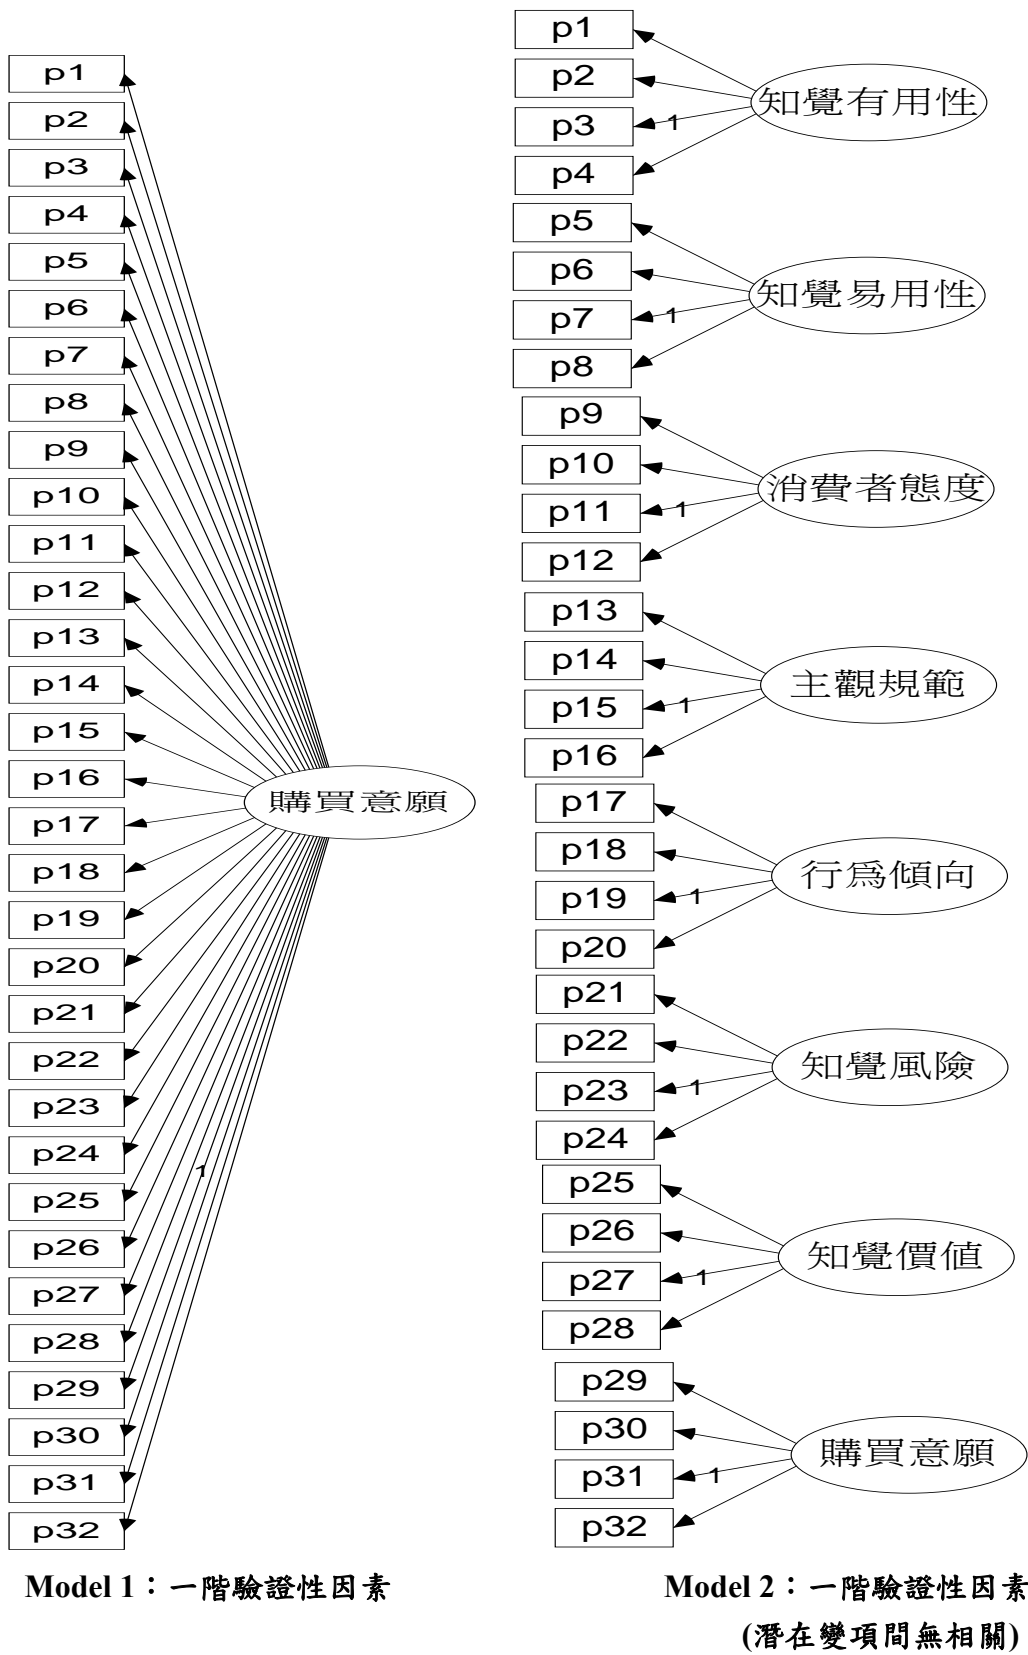 p1
p2
p3
p4
p5
p6
p7
p8
p9
p10
p11
p12
p13
p14
p15
p16
p17
p18
p19
p20
p21
p22
p23
p24
p25
p26
p27
p28
p29
p30
p31
p32
購買意願
1
Model 1：一階驗證性因素
p1
p2
p3
p4
1
知覺有用性
p5
p6
p7
p8
1
知覺易用性
p9
p10
p11
p12
1
消費者態度
p13
p14
p15
p16
1
主觀規範
p17
p18
p19
p20
1
行為傾向
p21
p22
p23
p24
1
知覺風險
p25
p26
p27
p28
1
知覺價值
p29
p30
p31
p32
1
購買意願
Model 2：一階驗證性因素
(潛在變項間無相關)